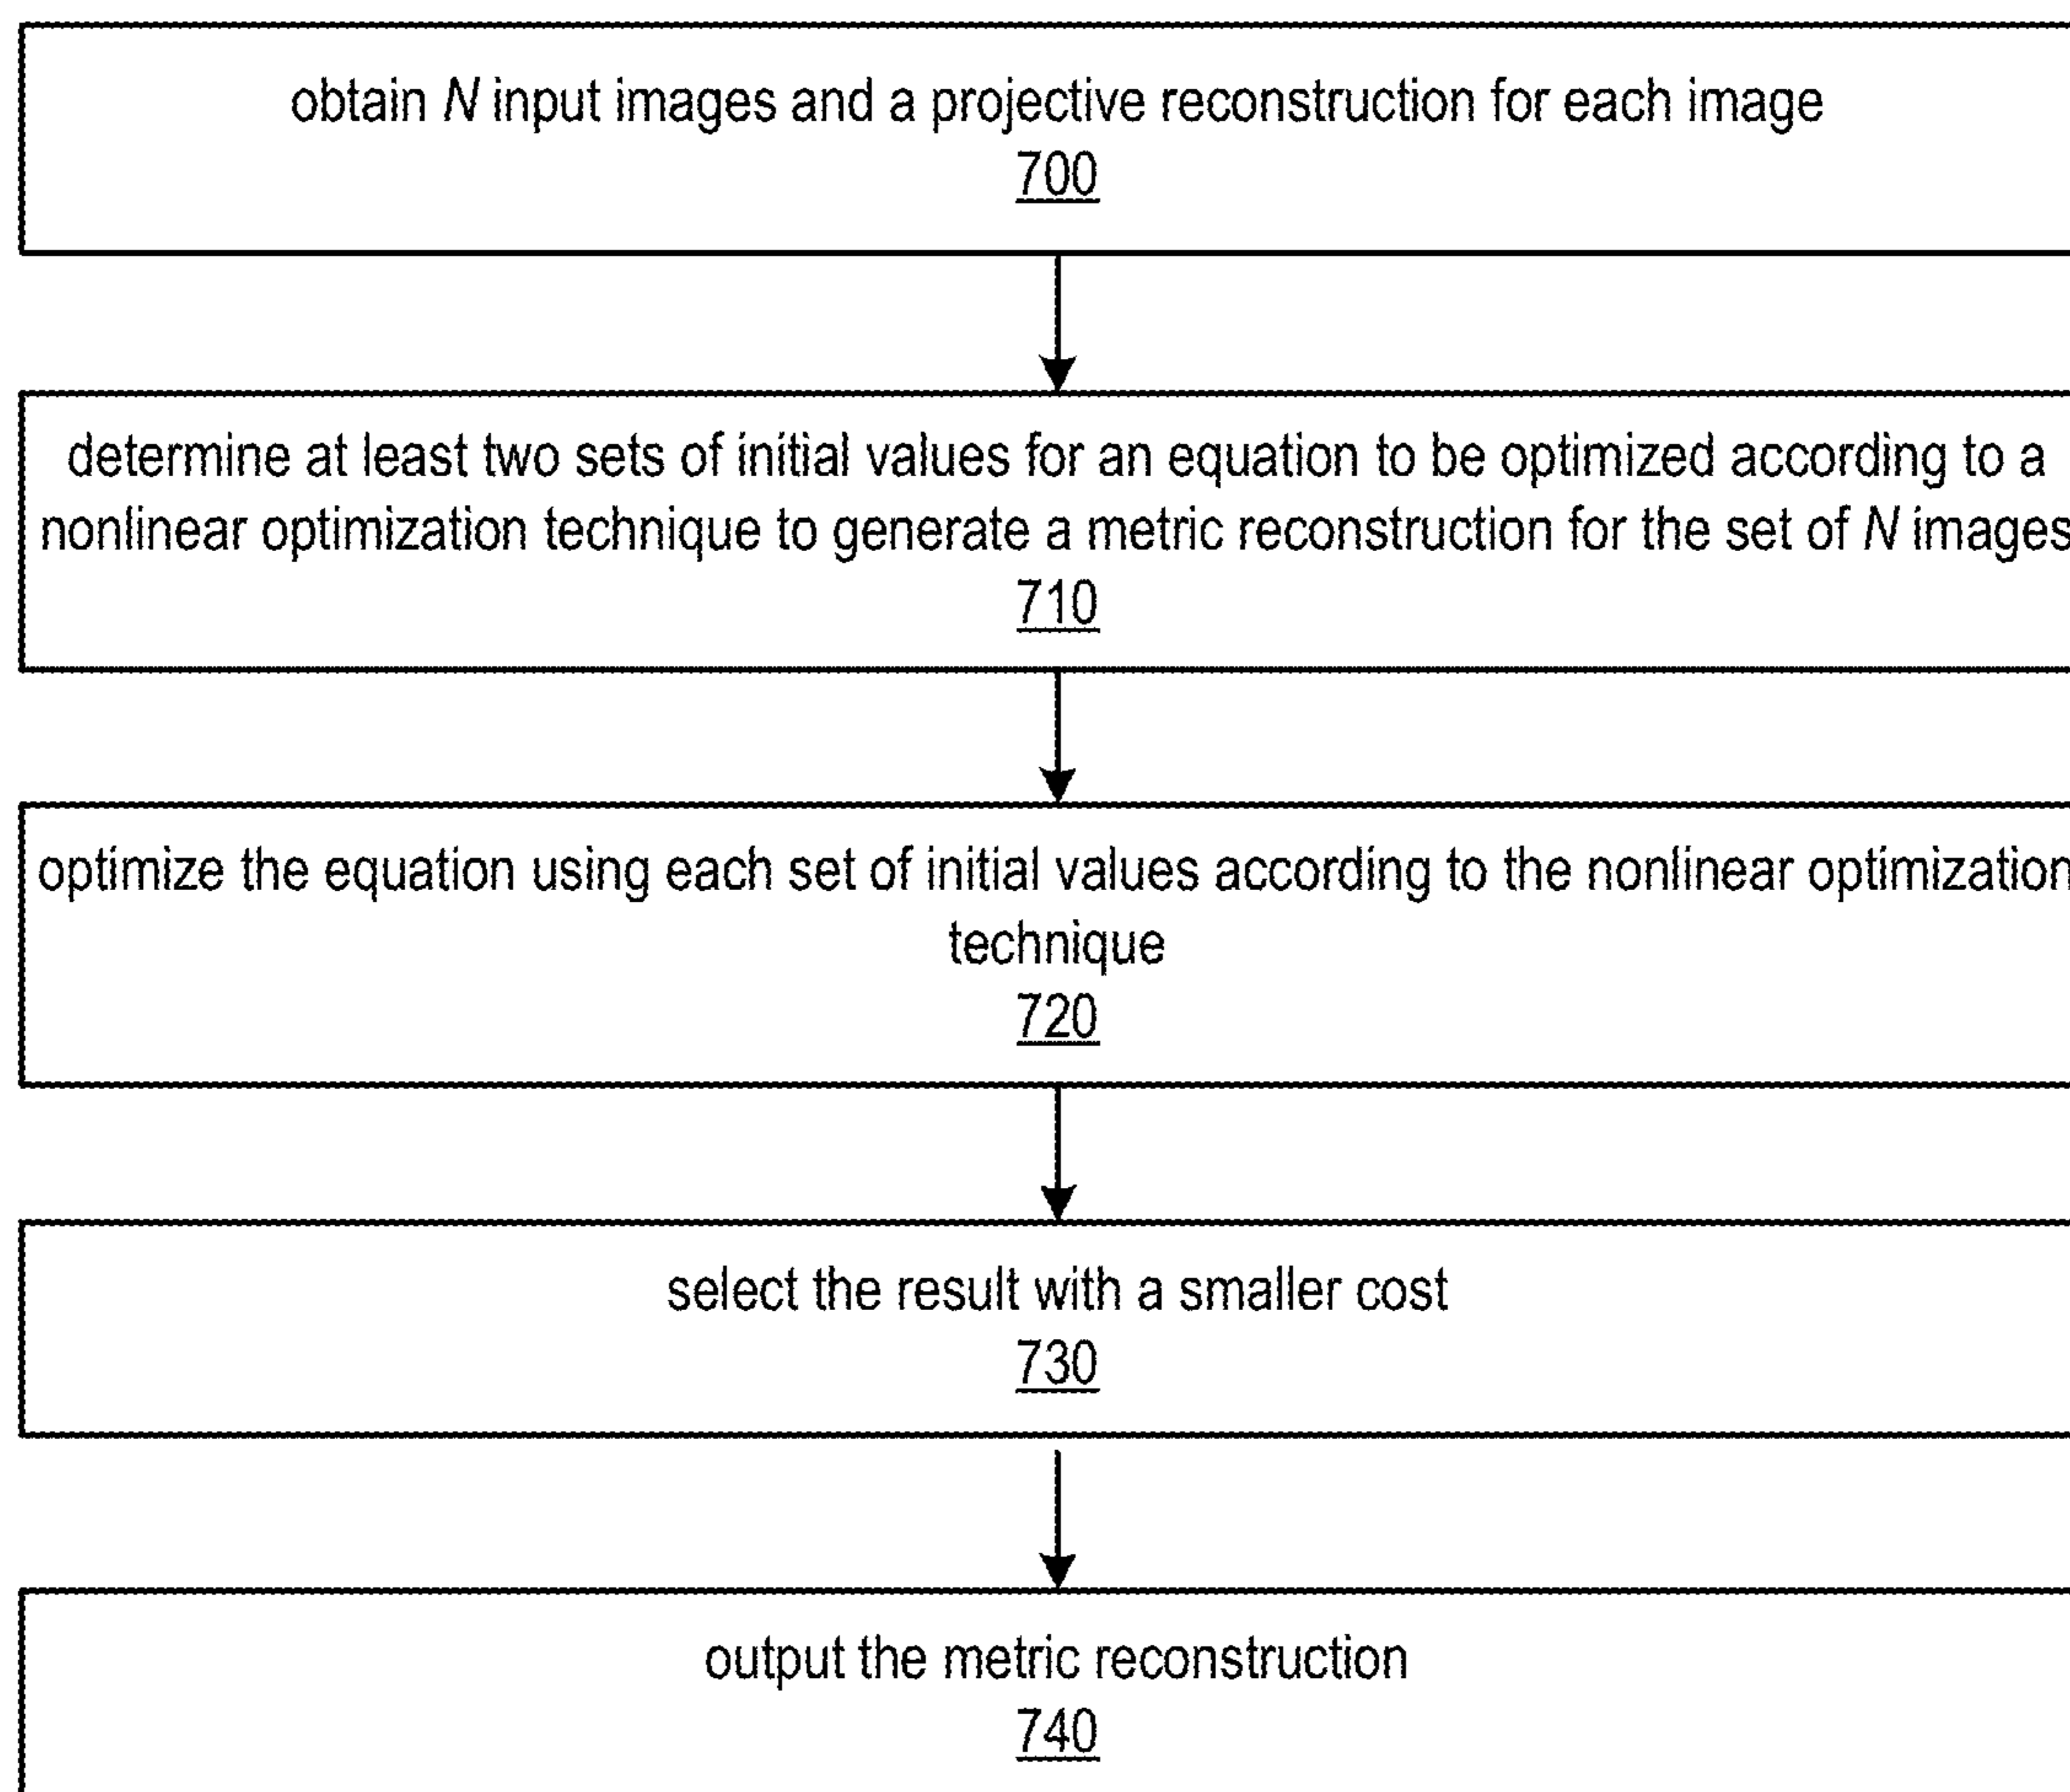 obtain N input images and a projective reconstruction for each image
700
determine at least two sets of initial values for an equation to be optimized according to a
nonlinear optimization technique to generate a metric reconstruction for the set of N images
710
optimize the equation using each set of initial values according to the nonlinear optimization
technique
720
select the result with a smaller cost
730
output the metric reconstruction
740